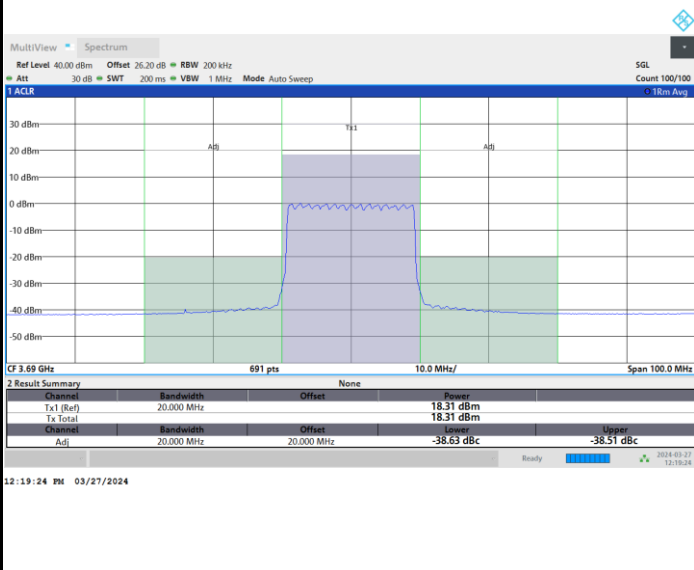 MultiView Spectrum
Ref Level 40.00 dBm Offset 26.20 dB RBW 200 kHz SGL
Att 30 dB SWT 200 ms VBW 1 MHz Mode Auto Sweep Count 100/100
1 ACLR 1Rm Avg
Tx1
30 dBm
Adj Adj
20 dBm
10 dBm
0 dBm
-10 dBm
-20 dBm
-30 dBm
-40 dBm
-50 dBm
CF 3.69 GHz 691 pts 10.0 MHz/ Span 100.0 MHz
2 Result Summary None
Channel Bandwidth Offset Power
Tx1 (Ref) 20.000 MHz 18.31 dBm
Tx Total 18.31 dBm
Channel Bandwidth Offset Lower Upper
Adj 20.000 MHz 20.000 MHz -38.63 dBc -38.51 dBc
Ready 2024-03-27
12:19:24
12:19:24 PM 03/27/2024